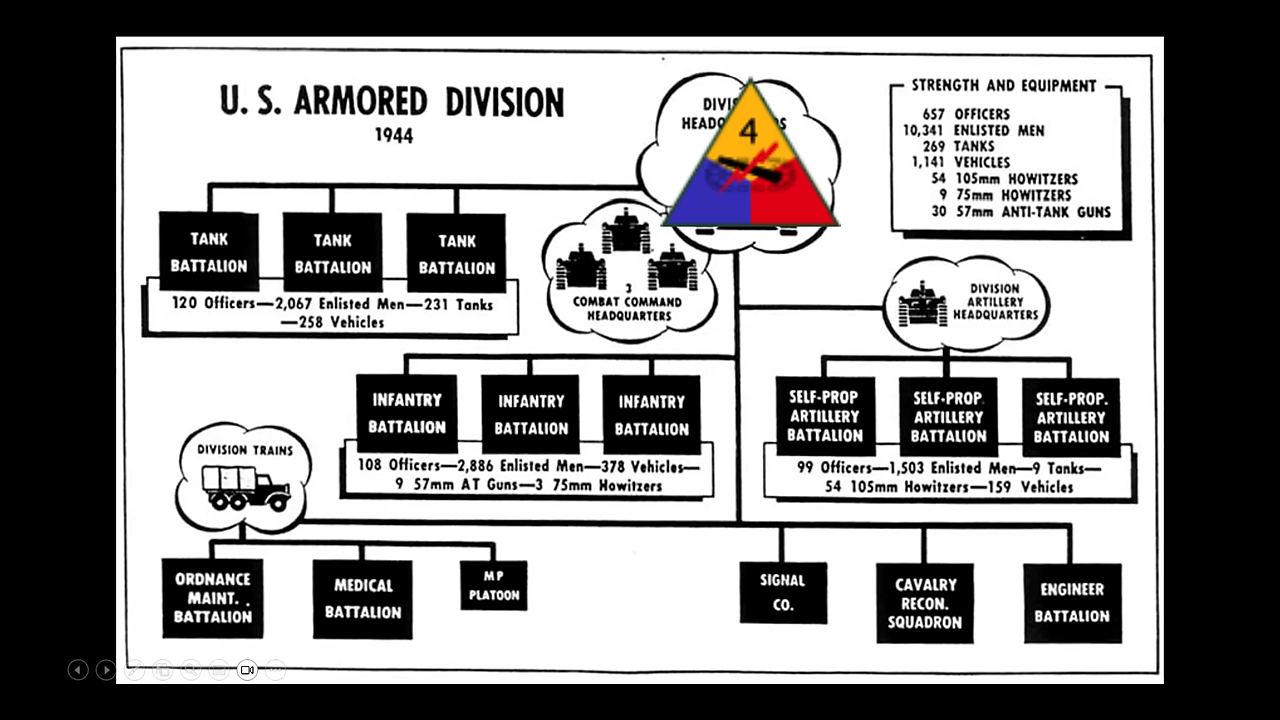 U. S. ARMORED DIVISION
1944
4
STRENGTH AND EQUIPMENT
657 OFFICERS
10,341 ENLISTED MEN
269 TANKS
1,141 VEHICLES
54 105mm HOWITZERS
9 75mm HOWITZERS
30 57mm ANTI-TANK GUNS
TANK
BATTALION
TANK
BATTALION
TANK
BATTALION
120 Officers—2,067 Enlisted Men—231 Tanks
—258 Vehicles
3
COMBAT COMMAND
HEADQUARTERS
DIVISION
ARTILLERY
HEADQUARTERS
INFANTRY
BATTALION
INFANTRY
BATTALION
INFANTRY
BATTALION
108 Officers—2,886 Enlisted Men—378 Vehicles—
9 57mm AT Guns—3 75mm Howitzers
SELF-PROP
ARTILLERY
BATTALION
SELF-PROP.
ARTILLERY
BATTALION
SELF-PROP.
ARTILLERY
BATTALION
99 Officers—1,503 Enlisted Men—9 Tanks—
54 105mm Howitzers—159 Vehicles
DIVISION TRAINS
ORDNANCE
MAINT.
BATTALION
MEDICAL
BATTALION
MP
PLATOON
SIGNAL
CO.
CAVALRY
RECON.
SQUADRON
ENGINEER
BATTALION